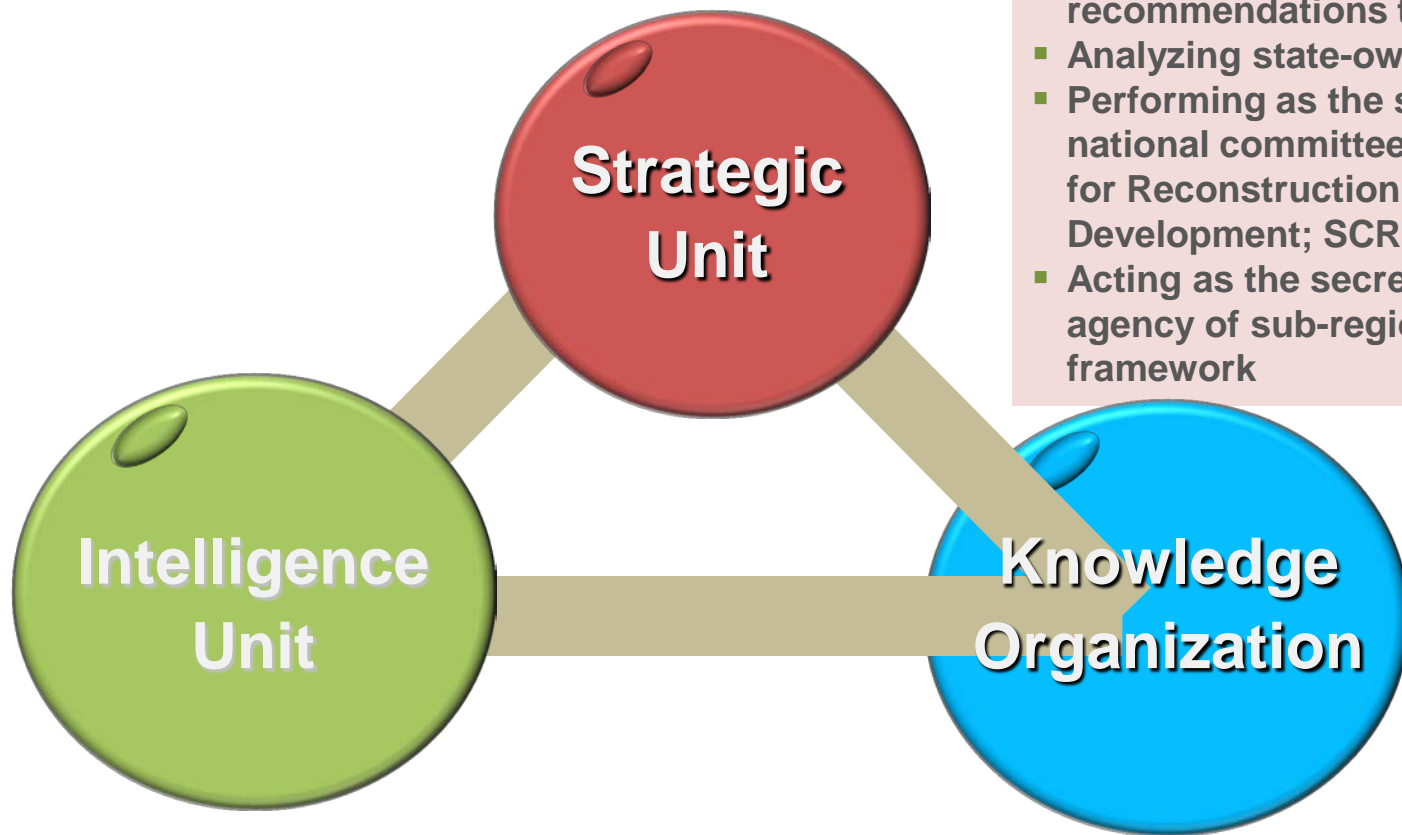 recommendations
Analyzing state-ow
Performing as the s
national committee
for Reconstruction
Development; SCR
Acting as the secre
agency of sub-regi
framework
Strategic
Unit
Intelligence
Unit
Knowledge
Organization